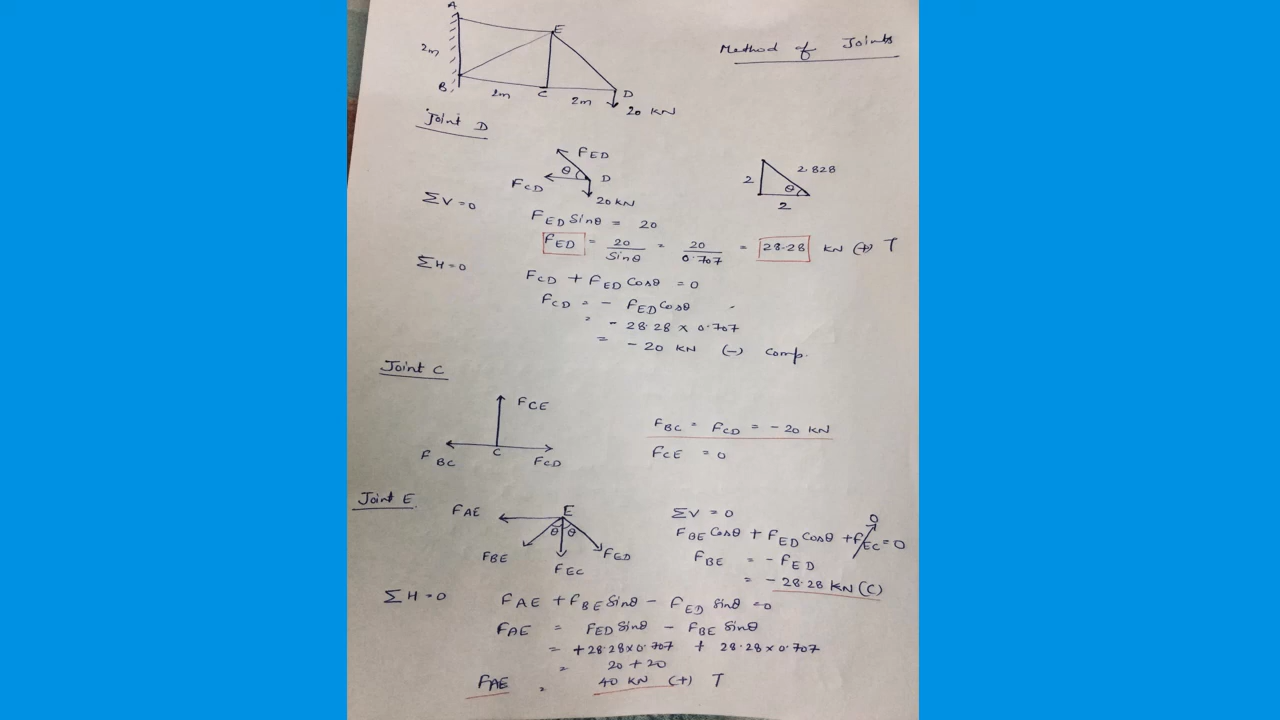 Method of Joints
A
E
2m
B
2m
C
2m
D
20 KN
Joint D
FED
θ
D
FCD
20 KN
2
2.828
θ
2
ΣV=0
FED Sinθ = 20
FED = 20/Sinθ = 20/0.707 = 28.28 KN (+) T
ΣH=0
FCD + FED Cosθ = 0
FCD = - FED Cosθ
= - 28.28 x 0.707
= - 20 KN (-) Comp.
Joint C
FCE
FBC
C
FCD
FBC = FCD = -20 KN
FCE = 0
Joint E
FAE
E
θ θ
FBE
FEC
FED
ΣV = 0
0
FBE Cosθ + FED Cosθ + FEC = 0
FBE = - FED
= - 28.28 KN (C)
ΣH=0
FAE + FBE Sinθ - FED Sinθ = 0
FAE = FED Sinθ - FBE Sinθ
= +28.28x0.707 + 28.28x0.707
= 20 + 20
FAE = 40 KN (+) T